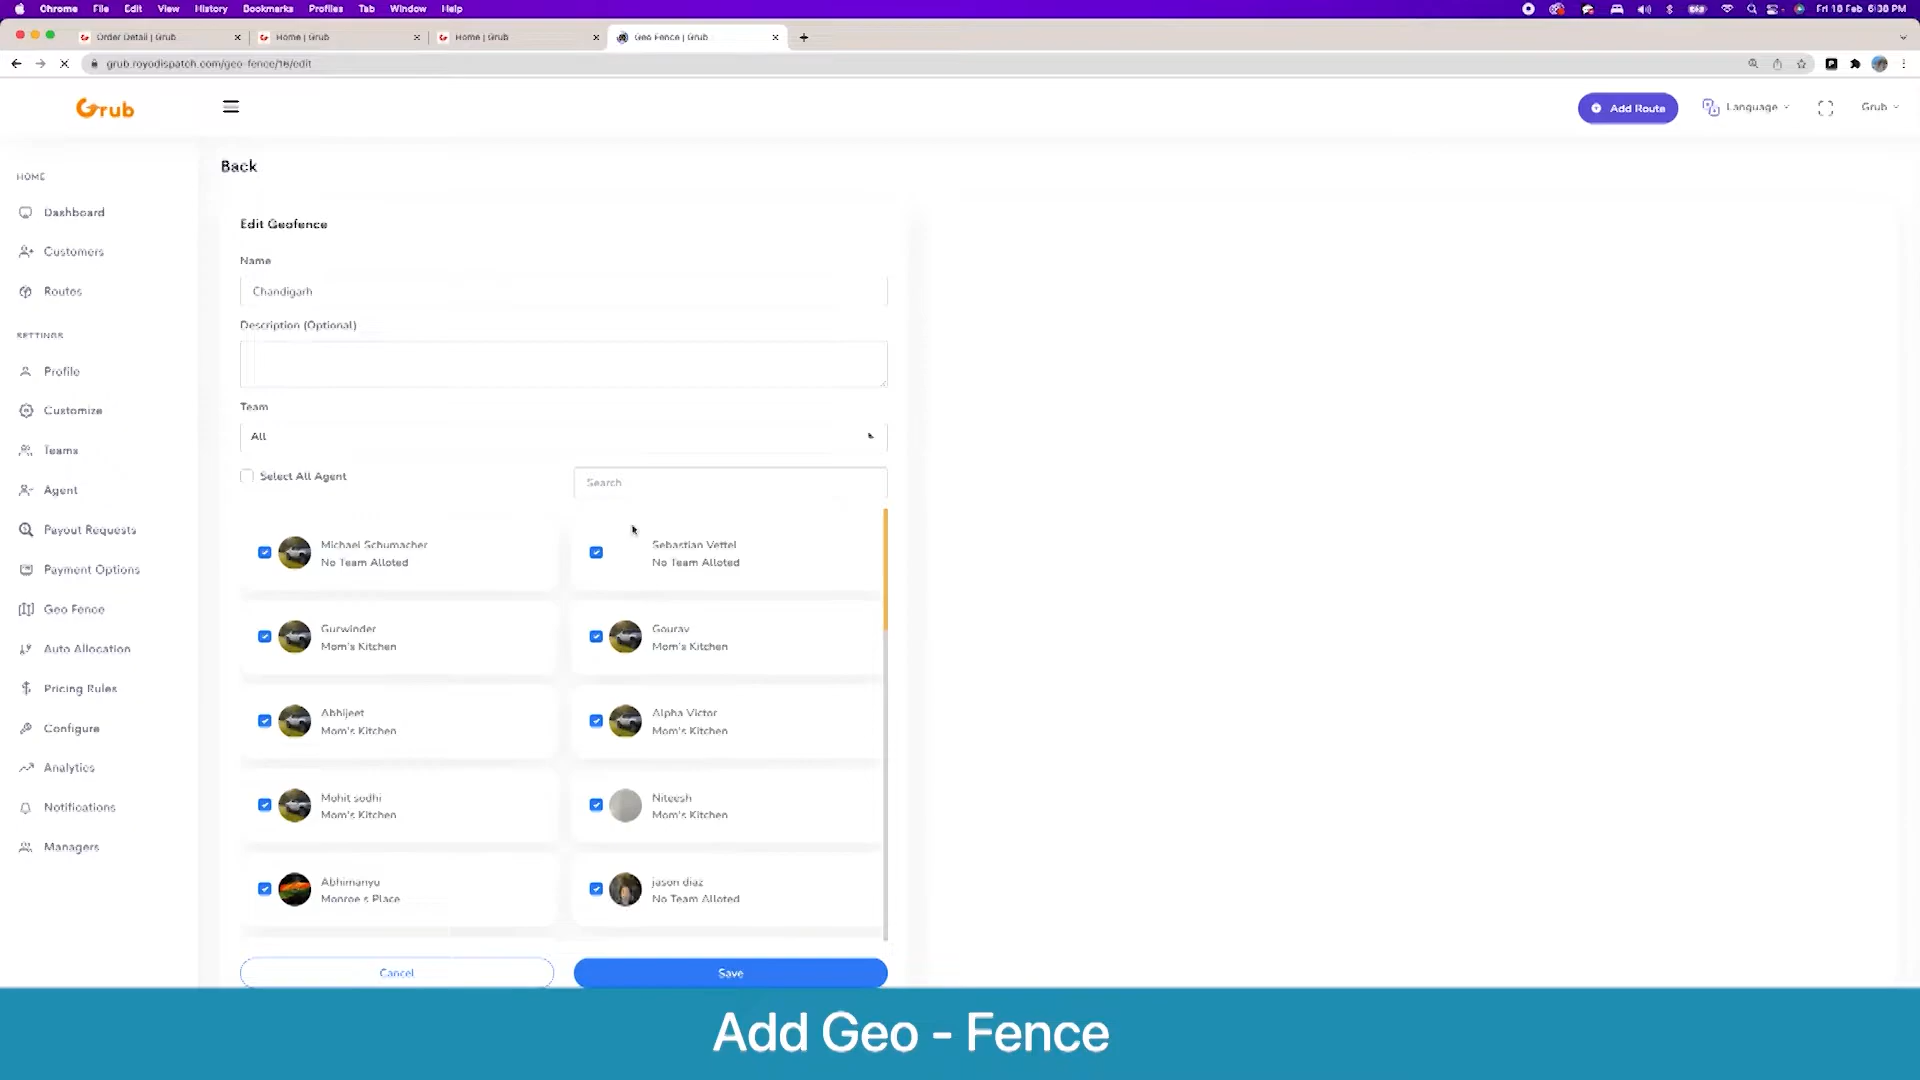 Chrome File Edit View History Bookmarks Profiles Tab Window Help Fri 18 Feb 6:38 PM
Order Detail | Grub Home | Grub Home | Grub Geo Fence | Grub
grub.royodispatch.com/geo-fence/16/edit
Grub Add Route Language Grub
Back
HOME
Dashboard
Customers
Routes
SETTINGS
Profile
Customize
Teams
Agent
Payout Requests
Payment Options
Geo Fence
Auto Allocation
Pricing Rules
Configure
Analytics
Notifications
Managers
Edit Geofence
Name
Chandigarh
Description (Optional)
Team
All
Select All Agent Search
Michael Schumacher
No Team Alloted
Sebastian Vettel
No Team Alloted
Gurwinder
Mom's Kitchen
Gourav
Mom's Kitchen
Abhijeet
Mom's Kitchen
Alpha Victor
Mom's Kitchen
Mohit sodhi
Mom's Kitchen
Niteesh
Mom's Kitchen
Abhimanyu
Monroe s Place
jason diaz
No Team Alloted
Cancel Save
Add Geo - Fence